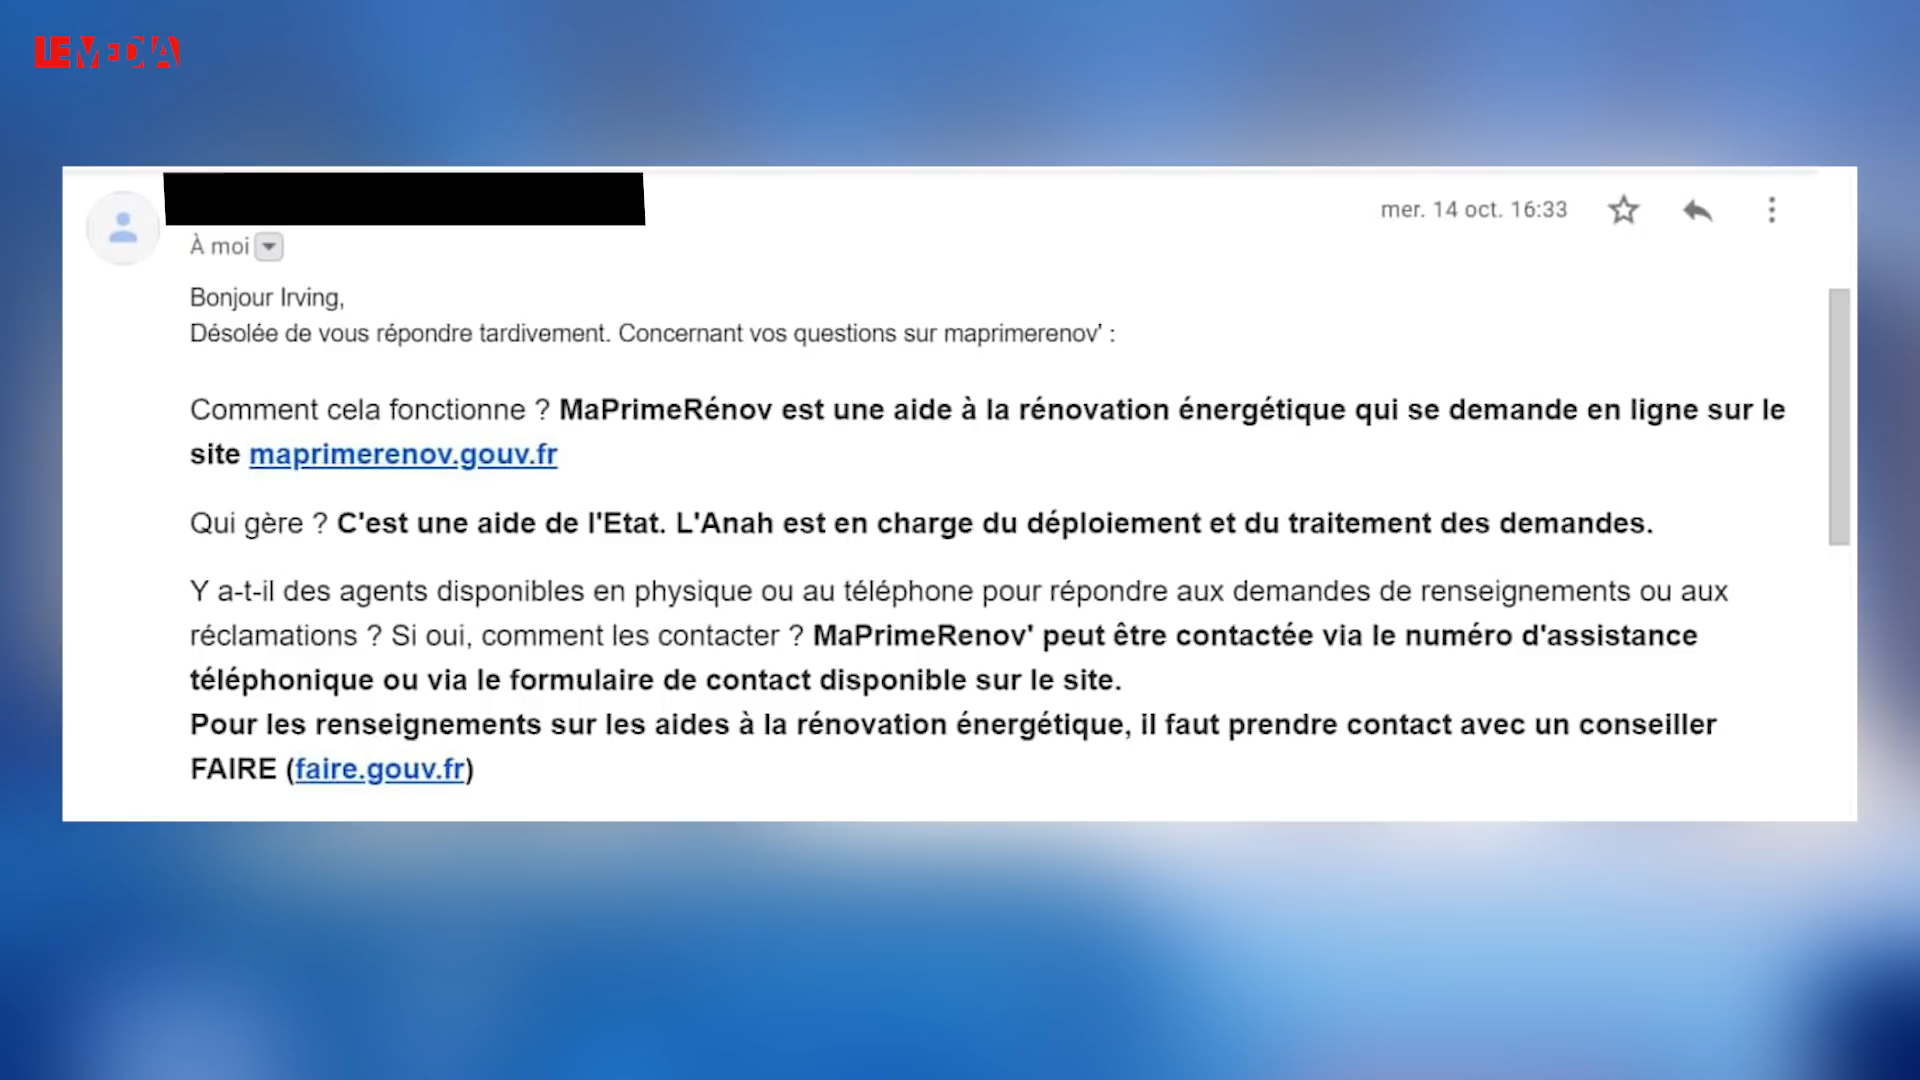 LEMEDIA
mer. 14 oct. 16:33
À moi
Bonjour Irving,
Désolée de vous répondre tardivement. Concernant vos questions sur maprimerenov' :
Comment cela fonctionne ? MaPrimeRénov est une aide à la rénovation énergétique qui se demande en ligne sur le
site maprimerenov.gouv.fr
Qui gère ? C'est une aide de l'Etat. L'Anah est en charge du déploiement et du traitement des demandes.
Y a-t-il des agents disponibles en physique ou au téléphone pour répondre aux demandes de renseignements ou aux
réclamations ? Si oui, comment les contacter ? MaPrimeRenov' peut être contactée via le numéro d'assistance
téléphonique ou via le formulaire de contact disponible sur le site.
Pour les renseignements sur les aides à la rénovation énergétique, il faut prendre contact avec un conseiller
FAIRE (faire.gouv.fr)